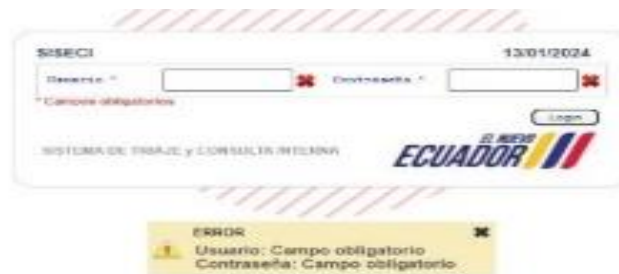 SISECI 13/01/2024
Usuario * Contraseña *
* Campos obligatorios
Login
SISTEMA DE TRIAJE y CONSULTA INTERNA
EL NUEVO
ECUADOR
ERROR
Usuario: Campo obligatorio
Contraseña: Campo obligatorio